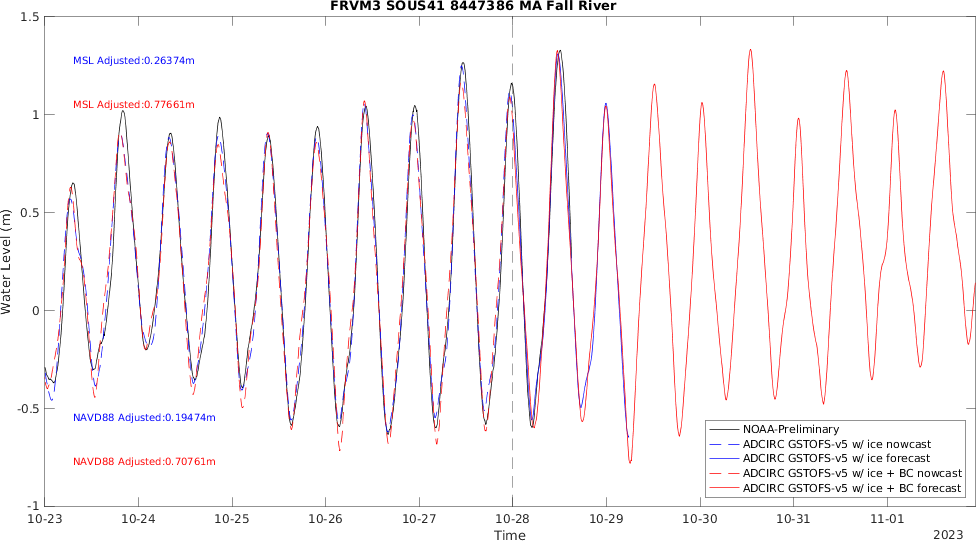 FRVM3 SOUS41 8447386 MA Fall River
1.5
MSL Adjusted:0.26374m
MSL Adjusted:0.77661m
1
0.5
Water Level (m)
0
-0.5
NAVD88 Adjusted:0.19474m
NAVD88 Adjusted:0.70761m
NOAA-Preliminary
ADCIRC GSTOFS-v5 w/ ice nowcast
ADCIRC GSTOFS-v5 w/ ice forecast
ADCIRC GSTOFS-v5 w/ ice + BC nowcast
ADCIRC GSTOFS-v5 w/ ice + BC forecast
-1
10-23 10-24 10-25 10-26 10-27 10-28 10-29 10-30 10-31 11-01
Time
2023